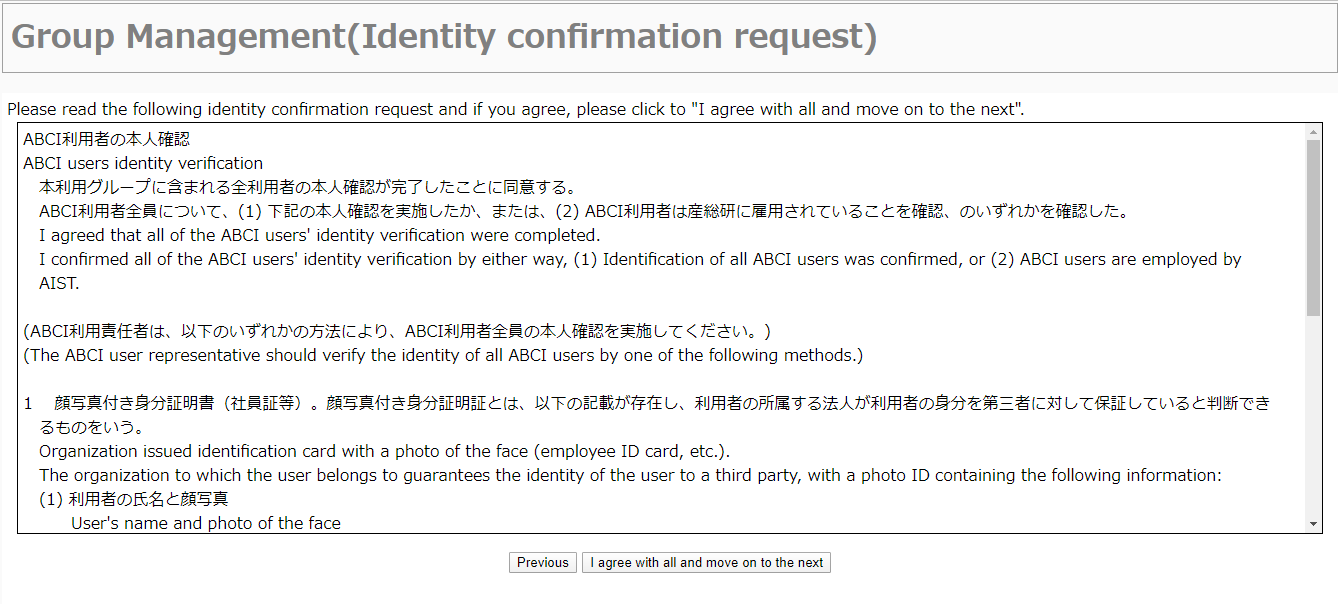 Group Management(Identity confirmation request)
Please read the following identity confirmation request and if you agree, please click to "I agree with all and move on to the next".
ABCI利用者の本人確認
ABCI users identity verification
本利用グループに含まれる全利用者の本人確認が完了したことに同意する。
ABCI利用者全員について、(1) 下記の本人確認を実施したか、または、(2) ABCI利用者は産総研に雇用されていることを確認、のいずれかを確認した。
I agreed that all of the ABCI users' identity verification were completed.
I confirmed all of the ABCI users' identity verification by either way, (1) Identification of all ABCI users was confirmed, or (2) ABCI users are employed by
AIST.
(ABCI利用責任者は、以下のいずれかの方法により、ABCI利用者全員の本人確認を実施してください。)
(The ABCI user representative should verify the identity of all ABCI users by one of the following methods.)
1　顔写真付き身分証明書（社員証等）。顔写真付き身分証明証とは、以下の記載が存在し、利用者の所属する法人が利用者の身分を第三者に対して保証していると判断でき
るものをいう。
Organization issued identification card with a photo of the face (employee ID card, etc.).
The organization to which the user belongs to guarantees the identity of the user to a third party, with a photo ID containing the following information:
(1) 利用者の氏名と顔写真
User's name and photo of the face
Previous
I agree with all and move on to the next